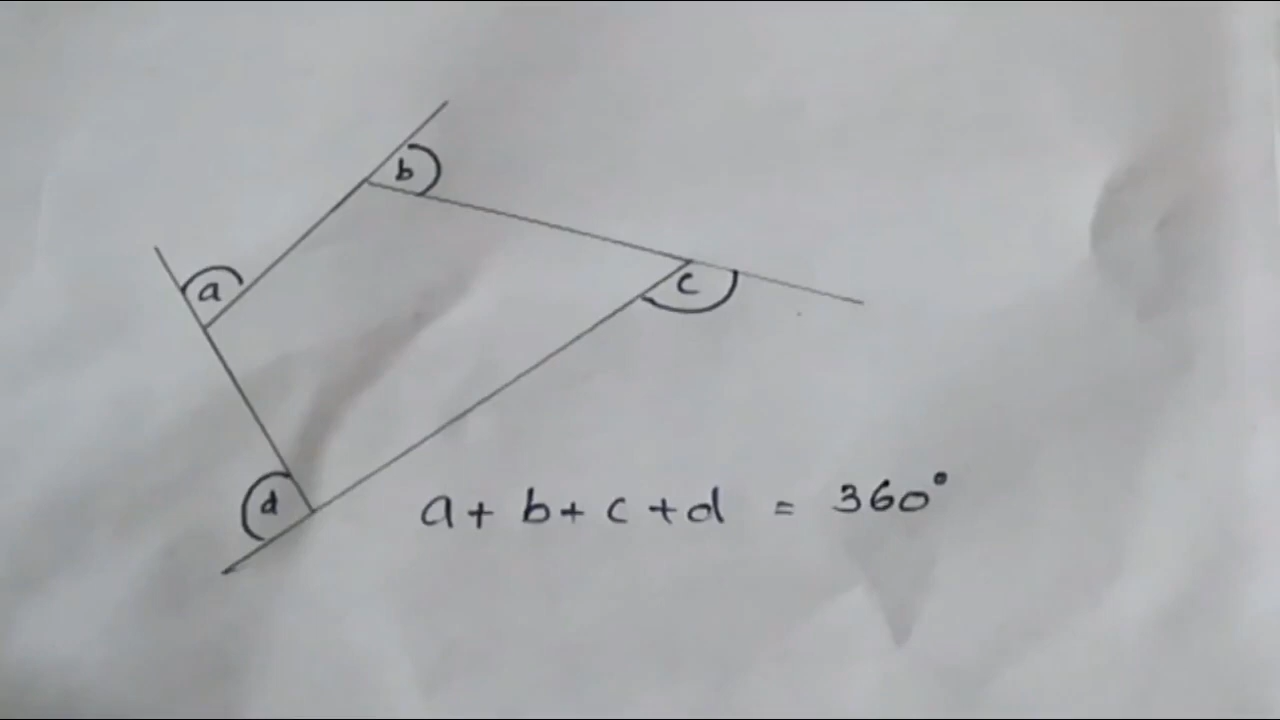 b
a
c
d
a + b + c + d = 360°